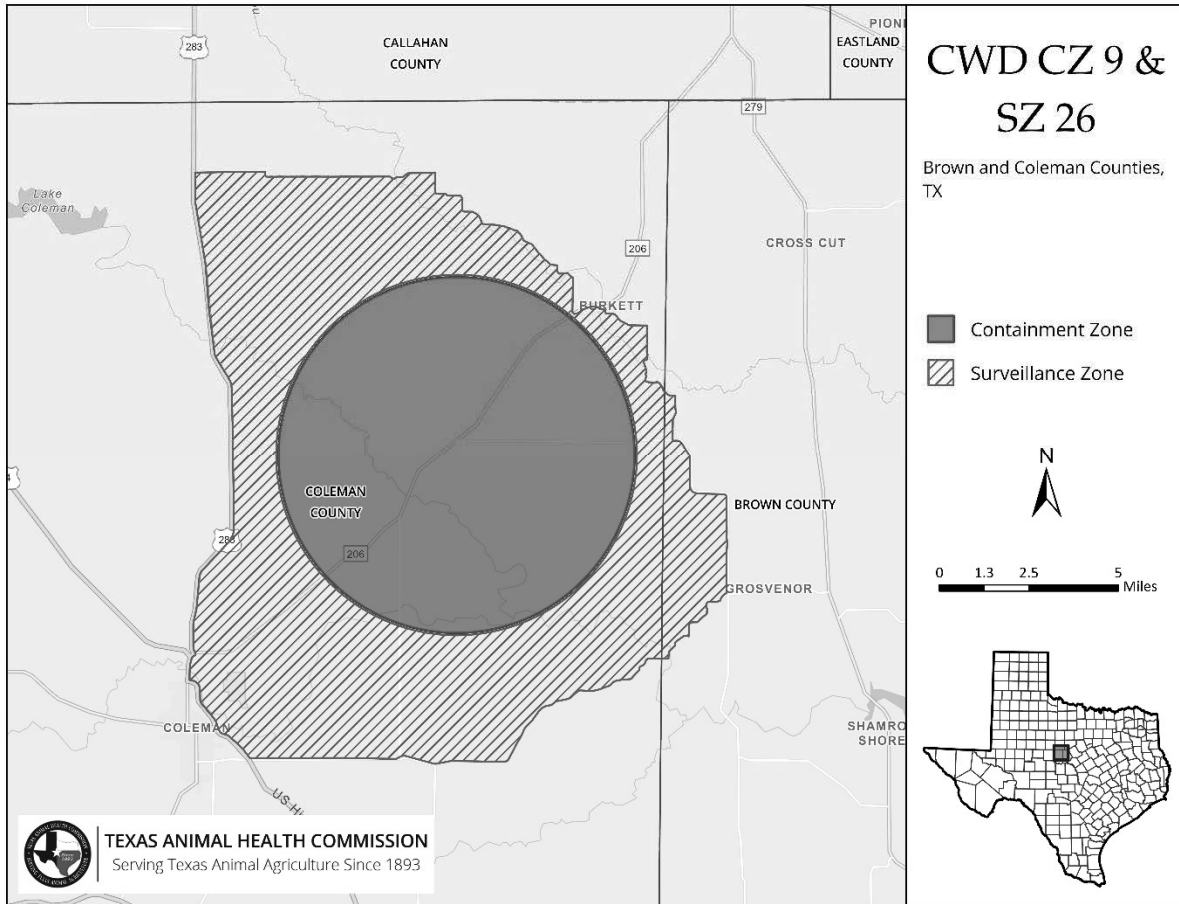 283
CALLAHAN
COUNTY
EASTLAND
COUNTY
279
Lake
Coleman
206
CROSS CUT
BURKETT
COLEMAN
COUNTY
BROWN COUNTY
206
GROSVENOR
COLEMAN
CWD CZ 9 &
SZ 26
Brown and Coleman Counties,
TX
Containment Zone
Surveillance Zone
N
0 1.3 2.5 5
Miles
TEXAS ANIMAL HEALTH COMMISSION
Serving Texas Animal Agriculture Since 1893